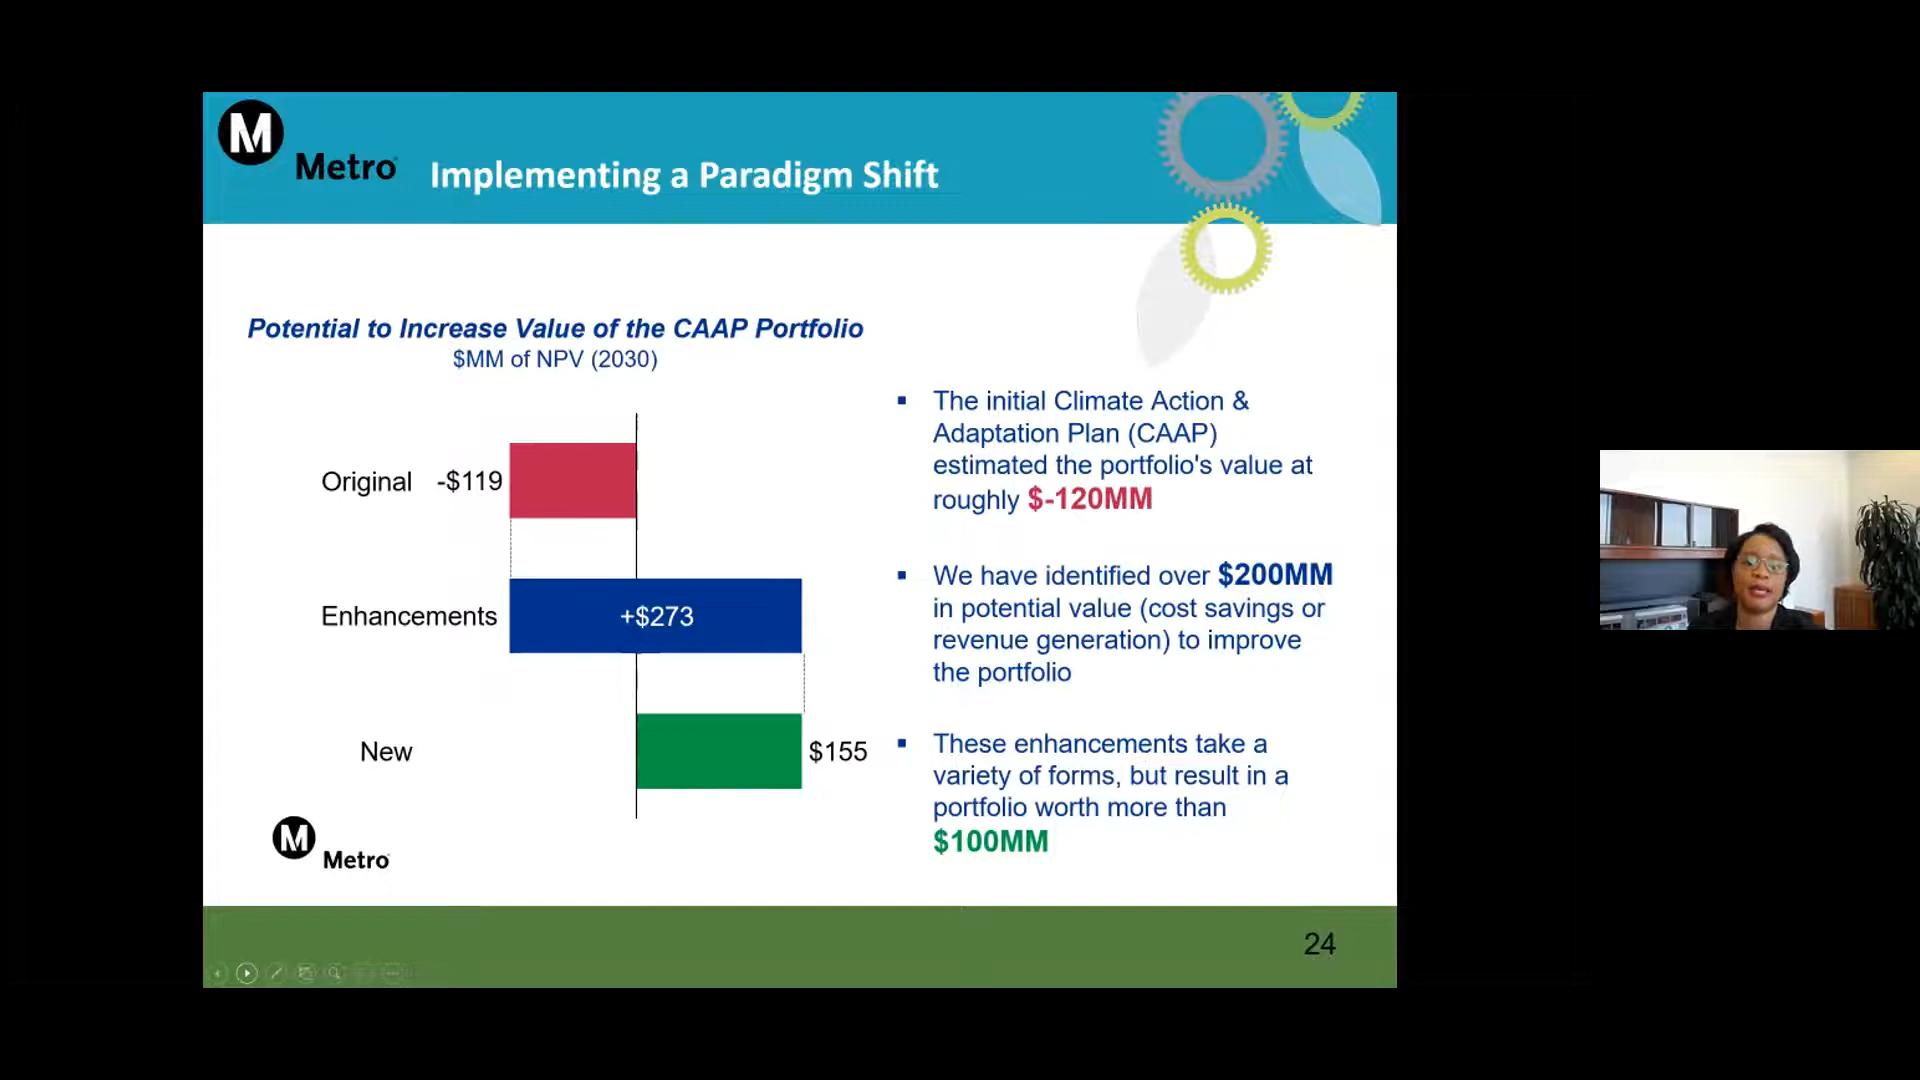 M
Metro
Implementing a Paradigm Shift
Potential to Increase Value of the CAAP Portfolio
$MM of NPV (2030)
Original -$119
Enhancements +$273
New $155
▪ The initial Climate Action &
Adaptation Plan (CAAP)
estimated the portfolio's value at
roughly $-120MM
▪ We have identified over $200MM
in potential value (cost savings or
revenue generation) to improve
the portfolio
▪ These enhancements take a
variety of forms, but result in a
portfolio worth more than
$100MM
M
Metro
24